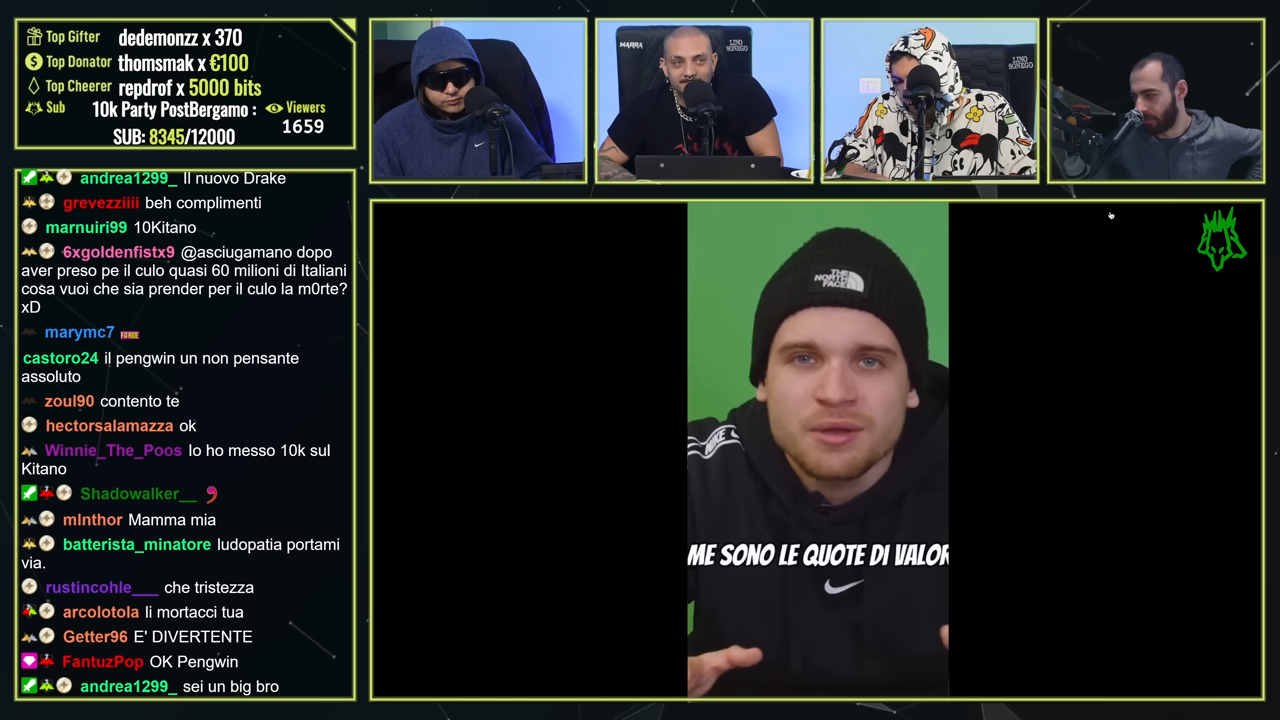 Top Gifter dedemonzz x 370
Top Donator thomsmak x €100
Top Cheerer repdrof x 5000 bits
Sub 10k Party PostBergamo : Viewers
SUB: 8345/12000 1659
andrea1299_ Il nuovo Drake
grevezziiii beh complimenti
marnuiri99 10Kitano
6xgoldenfistx9 @asciugamano dopo
aver preso pe il culo quasi 60 milioni di Italiani
cosa vuoi che sia prender per il culo la m0rte?
xD
marymc7
castoro24 il pengwin un non pensante
assoluto
zoul90 contento te
hectorsalamazza ok
Winnie_The_Poos Io ho messo 10k sul
Kitano
Shadowalker__
mlnthor Mamma mia
batterista_minatore ludopatia portami
via.
rustincohle___ che tristezza
arcolotola li mortacci tua
Getter96 E' DIVERTENTE
FantuzPop OK Pengwin
andrea1299_ sei un big bro
MARRA
LINO
SONEGO
LINO
SONEGO
THE
NORTH
FACE
NIKE
ME SONO LE QUOTE DI VALOR